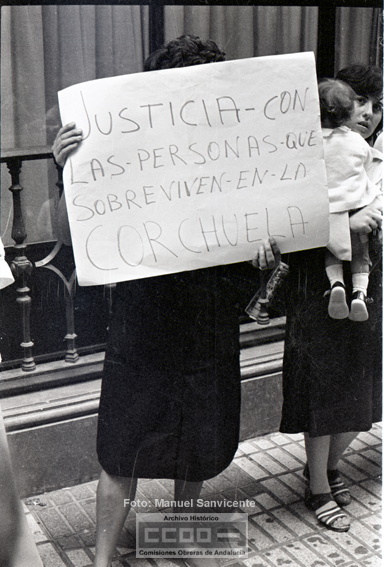 JUSTICIA-CON
LAS-PERSONAS-QUE
SOBREVIVEN-EN-LA
CORCHUELA
Foto: Manuel Sanvicente
Archivo Histórico
CCOO
Comisiones Obreras de Andalucía